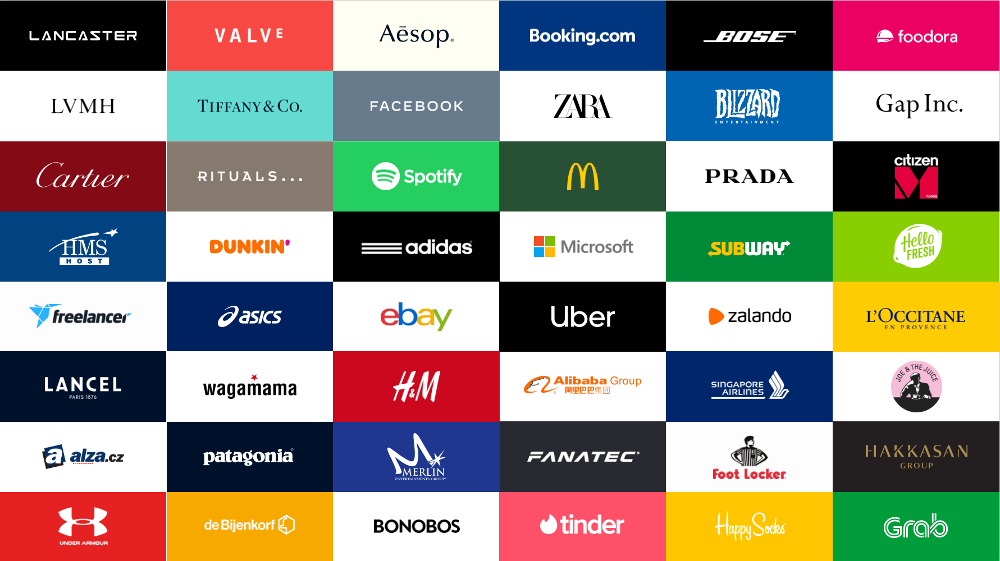 LANCASTER
VALVE
Aēsop®
Booking.com
BOSE
foodora
LVMH
TIFFANY & CO.
FACEBOOK
ZARA
BLIZZARD
ENTERTAINMENT
Gap Inc.
Cartier
RITUALS...
Spotify
PRADA
citizen
M
hotels
HMS
HOST
DUNKIN'
adidas
Microsoft
SUBWAY
Hello
FRESH
freelancer
asics
ebay
Uber
zalando
L'OCCITANE
EN PROVENCE
LANCEL
PARIS 1876
wagamama
H&M
Alibaba Group
阿里巴巴集团
SINGAPORE
AIRLINES
JOE & THE JUICE
a alza.cz
patagonia®
MERLIN
ENTERTAINMENTS GROUP
FANATEC
Foot Locker
HAKKASAN
GROUP
UNDER ARMOUR
de Bijenkorf
BONOBOS
tinder
Happy Socks
Grab